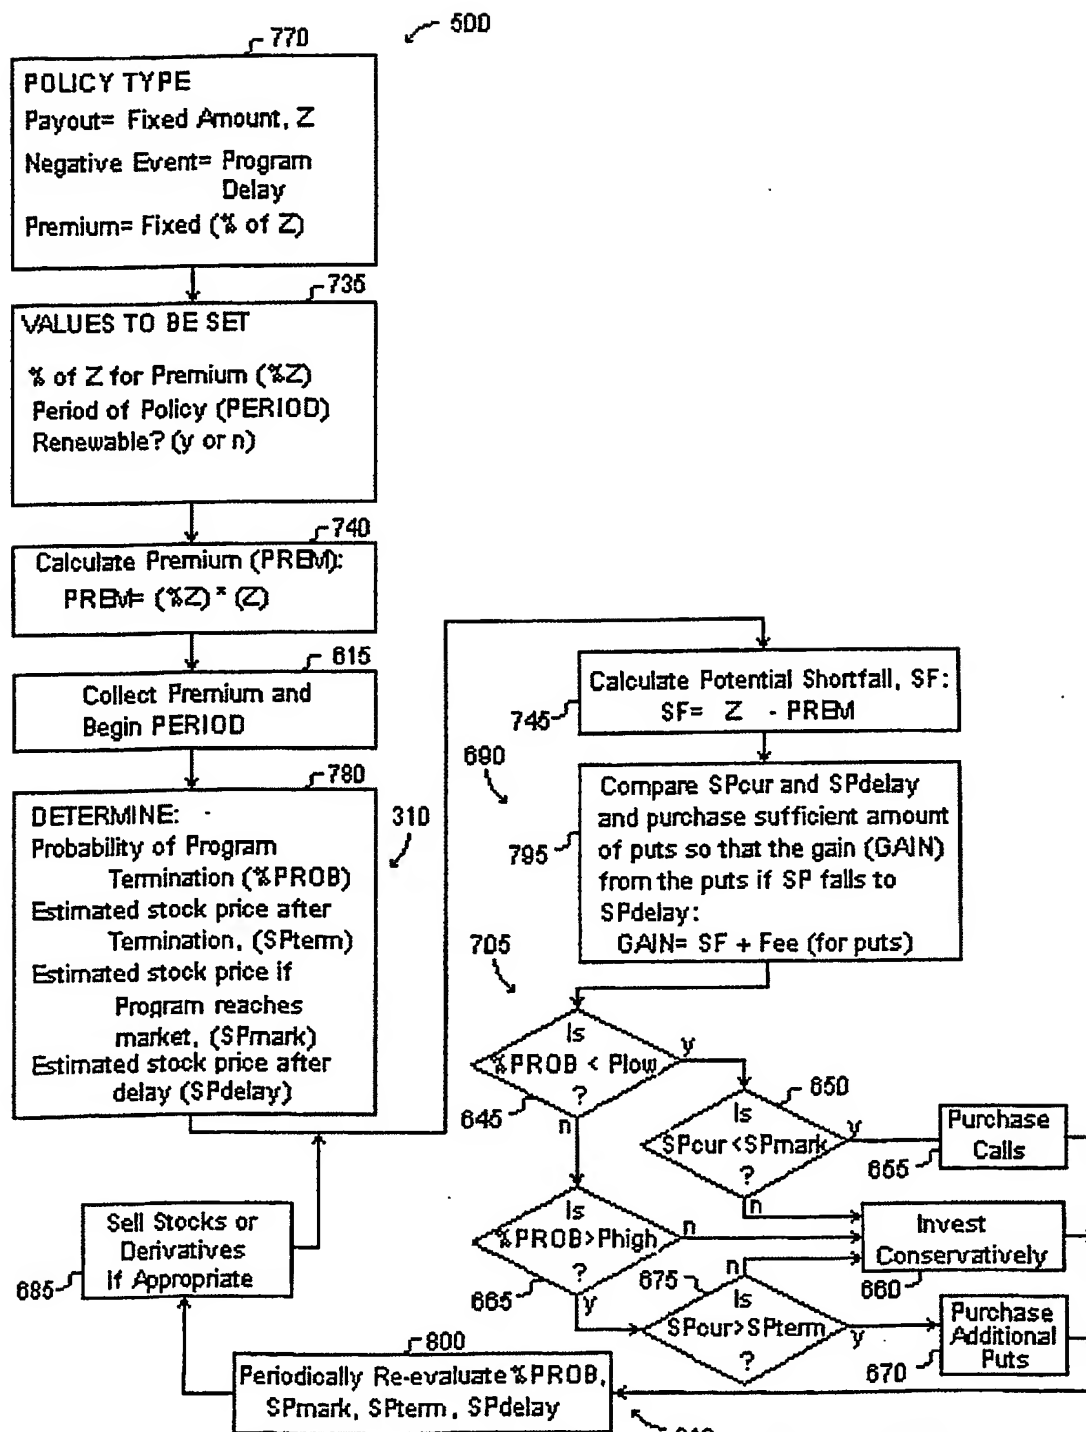 500
770
POLICY TYPE
Payout= Fixed Amount, Z
Negative Event= Program
Delay
Premium= Fixed (% of Z)
735
VALUES TO BE SET
% of Z for Premium (%Z)
Period of Policy (PERIOD)
Renewable? (y or n)
740
Calculate Premium (PREM):
PREM= (%Z) * (Z)
615
Collect Premium and
Begin PERIOD
780
310
DETERMINE:
Probability of Program
Termination (%PROB)
Estimated stock price after
Termination, (SPterm)
Estimated stock price if
Program reaches
market, (SPmark)
Estimated stock price after
delay (SPdelay)
745
Calculate Potential Shortfall, SF:
SF= Z - PREM
690
795
Compare SPcur and SPdelay
and purchase sufficient amount
of puts so that the gain (GAIN)
from the puts if SP falls to
SPdelay:
GAIN= SF + Fee (for puts)
705
Is
%PROB < Plow
?
645
y
n
650
Is
SPcur<SPmark
?
y
n
655
Purchase
Calls
Is
%PROB>Phigh
?
665
n
y
Invest
Conservatively
660
675
n
Is
SPcur>SPterm
?
y
Purchase
Additional
Puts
670
Sell Stocks or
Derivatives
if Appropriate
685
800
Periodically Re-evaluate %PROB,
SPmark, SPterm, SPdelay